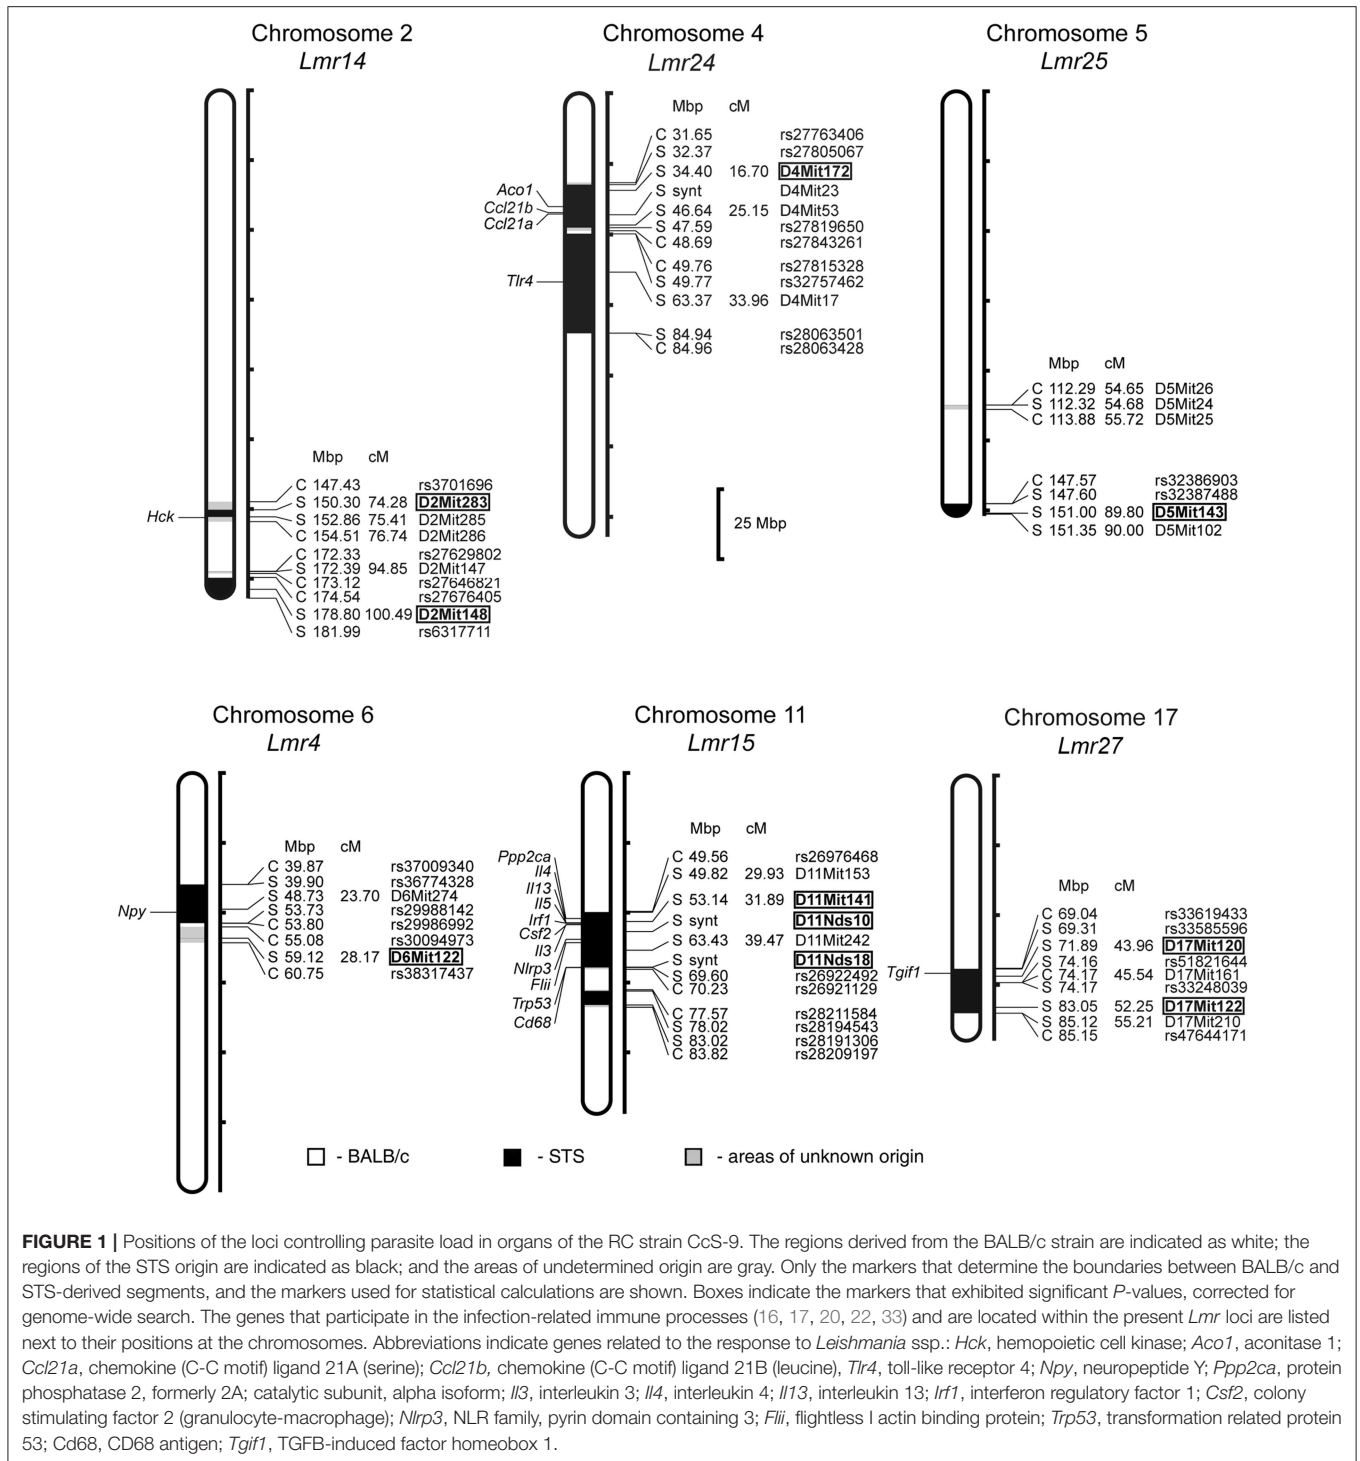 Chromosome 2
Lmr14
Mbp cM
C 147.43 rs3701696
S 150.30 74.28 D2Mit283
S 152.86 75.41 D2Mit285
C 154.51 76.74 D2Mit286
C 172.33 rs27629802
S 172.39 94.85 D2Mit147
C 173.12 rs27646821
C 174.54 rs27676405
S 178.80 100.49 D2Mit148
S 181.99 rs6317711
Hck
Chromosome 4
Lmr24
Mbp cM
C 31.65 rs27763406
S 32.37 rs27805067
S 34.40 16.70 D4Mit172
S synt D4Mit23
S 46.64 25.15 D4Mit53
S 47.59 rs27819650
C 48.69 rs27843261
C 49.76 rs27815328
S 49.77 rs32757462
S 63.37 33.96 D4Mit17
S 84.94 rs28063501
C 84.96 rs28063428
Aco1
Ccl21b
Ccl21a
Tlr4
25 Mbp
Chromosome 5
Lmr25
Mbp cM
C 112.29 54.65 D5Mit26
S 112.32 54.68 D5Mit24
C 113.88 55.72 D5Mit25
C 147.57 rs32386903
S 147.60 rs32387488
S 151.00 89.80 D5Mit143
S 151.35 90.00 D5Mit102
Chromosome 6
Lmr4
Mbp cM
C 39.87 rs37009340
S 39.90 rs36774328
S 48.73 23.70 D6Mit274
S 53.73 rs29988142
C 53.80 rs29986992
C 55.08 rs30094973
S 59.12 28.17 D6Mit122
C 60.75 rs38317437
Npy
Chromosome 11
Lmr15
Mbp cM
C 49.56 rs26976468
S 49.82 29.93 D11Mit153
S 53.14 31.89 D11Mit141
S synt D11Nds10
S 63.43 39.47 D11Mit242
S synt D11Nds18
S 69.60 rs26922492
C 70.23 rs26921129
C 77.57 rs28211584
S 78.02 rs28194543
S 83.02 rs28191306
C 83.82 rs28209197
Ppp2ca
Il4
Il13
Il5
Irf1
Csf2
Il3
Nlrp3
Flii
Trp53
Cd68
Chromosome 17
Lmr27
Mbp cM
C 69.04 rs33619433
S 69.31 rs33585596
S 71.89 43.96 D17Mit120
S 74.16 rs51821644
C 74.17 45.54 D17Mit161
S 74.17 rs33248039
S 83.05 52.25 D17Mit122
S 85.12 55.21 D17Mit210
C 85.15 rs47644171
Tgif1
- BALB/c - STS - areas of unknown origin
FIGURE 1 | Positions of the loci controlling parasite load in organs of the RC strain CcS-9. The regions derived from the BALB/c strain are indicated as white; the
regions of the STS origin are indicated as black; and the areas of undetermined origin are gray. Only the markers that determine the boundaries between BALB/c and
STS-derived segments, and the markers used for statistical calculations are shown. Boxes indicate the markers that exhibited significant P-values, corrected for
genome-wide search. The genes that participate in the infection-related immune processes (16, 17, 20, 22, 33) and are located within the present Lmr loci are listed
next to their positions at the chromosomes. Abbreviations indicate genes related to the response to Leishmania ssp.: Hck, hemopoietic cell kinase; Aco1, aconitase 1;
Ccl21a, chemokine (C-C motif) ligand 21A (serine); Ccl21b, chemokine (C-C motif) ligand 21B (leucine), Tlr4, toll-like receptor 4; Npy, neuropeptide Y; Ppp2ca, protein
phosphatase 2, formerly 2A; catalytic subunit, alpha isoform; Il3, interleukin 3; Il4, interleukin 4; Il13, interleukin 13; Irf1, interferon regulatory factor 1; Csf2, colony
stimulating factor 2 (granulocyte-macrophage); Nlrp3, NLR family, pyrin domain containing 3; Flii, flightless I actin binding protein; Trp53, transformation related protein
53; Cd68, CD68 antigen; Tgif1, TGFB-induced factor homeobox 1.